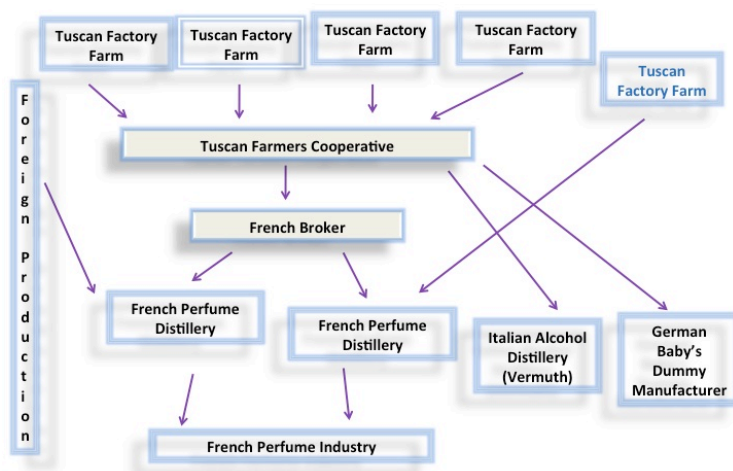 Tuscan Factory
Farm
Tuscan Factory
Farm
Tuscan Factory
Farm
Tuscan Factory
Farm
Tuscan
Factory Farm
Foreign Production
Tuscan Farmers Cooperative
French Broker
French Perfume
Distillery
French Perfume
Distillery
Italian Alcohol
Distillery
(Vermuth)
German
Baby's
Dummy
Manufacturer
French Perfume Industry